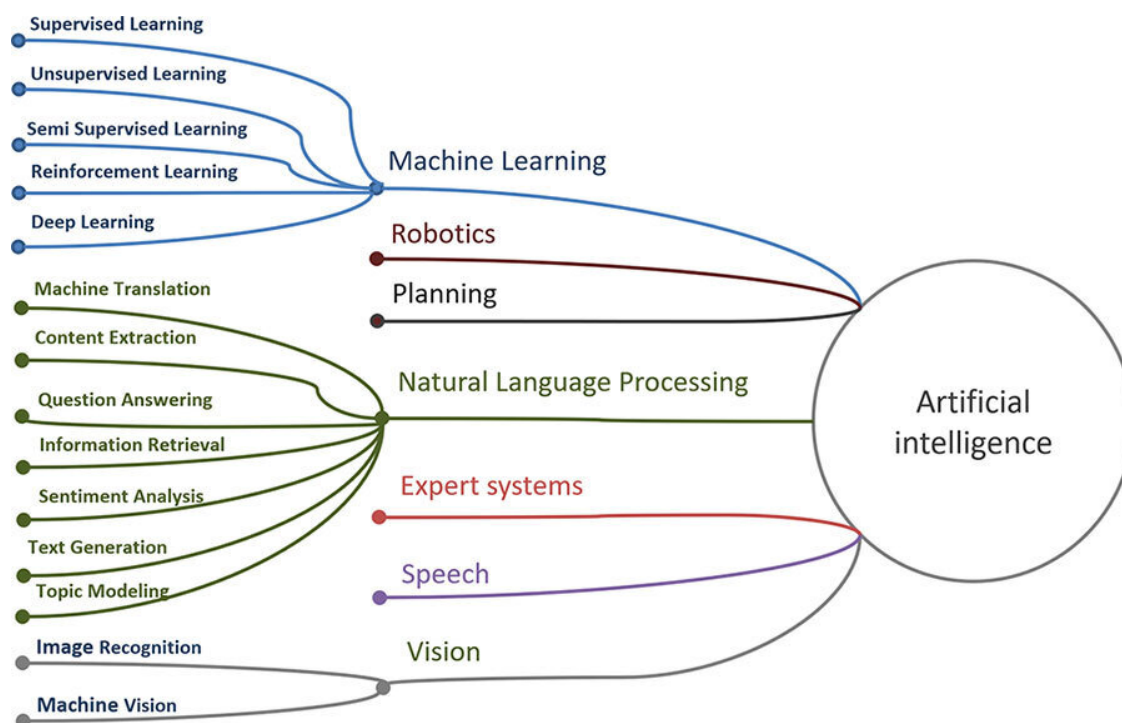 Supervised Learning
Unsupervised Learning
Semi Supervised Learning
Reinforcement Learning
Deep Learning
Machine Learning
Robotics
Planning
Machine Translation
Content Extraction
Question Answering
Information Retrieval
Sentiment Analysis
Text Generation
Topic Modeling
Natural Language Processing
Expert systems
Speech
Image Recognition
Machine Vision
Vision
Artificial
intelligence